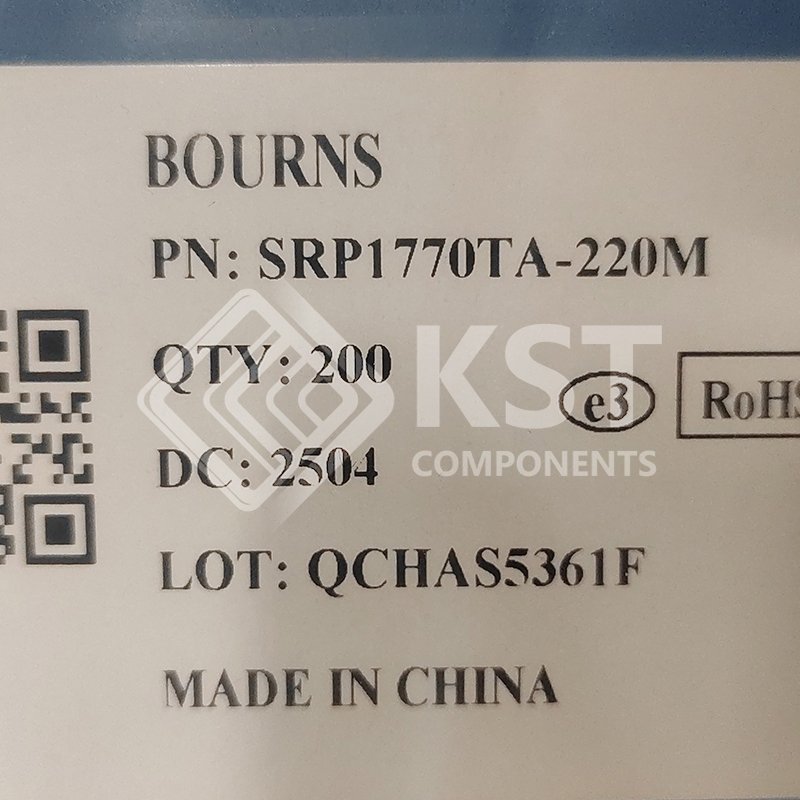 BOURNS
PN: SRP1770TA-220M
QTY: 200
KST
COMPONENTS
e3
RoHS
DC: 2504
LOT: QCHAS5361F
MADE IN CHINA